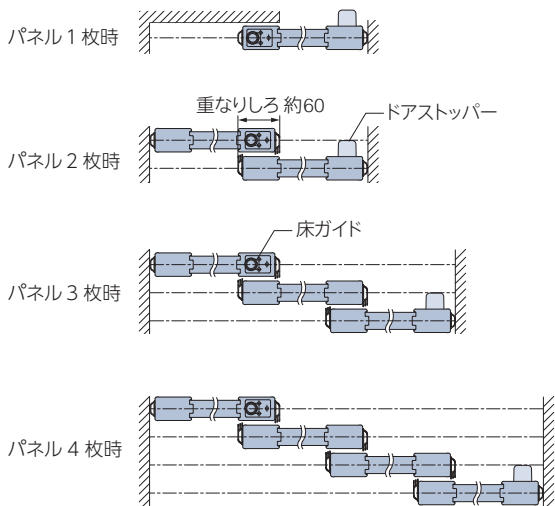 パネル 1 枚時
重なりしろ 約60
ドアストッパー
パネル 2 枚時
床ガイド
パネル 3 枚時
パネル 4 枚時